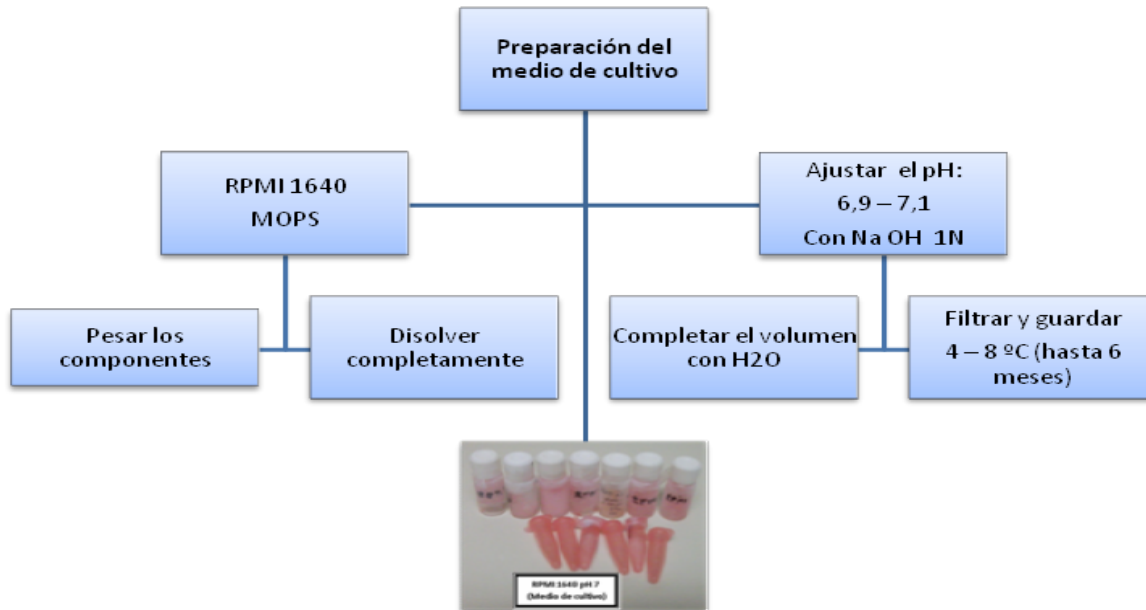 Preparación del
medio de cultivo
RPMI 1640
MOPS
Ajustar el pH:
6,9 – 7,1
Con Na OH 1N
Pesar los
componentes
Disolver
completamente
Completar el volumen
con H2O
Filtrar y guardar
4 – 8 ºC (hasta 6
meses)
RPMI 1640 pH 7
(Medio de cultivo)